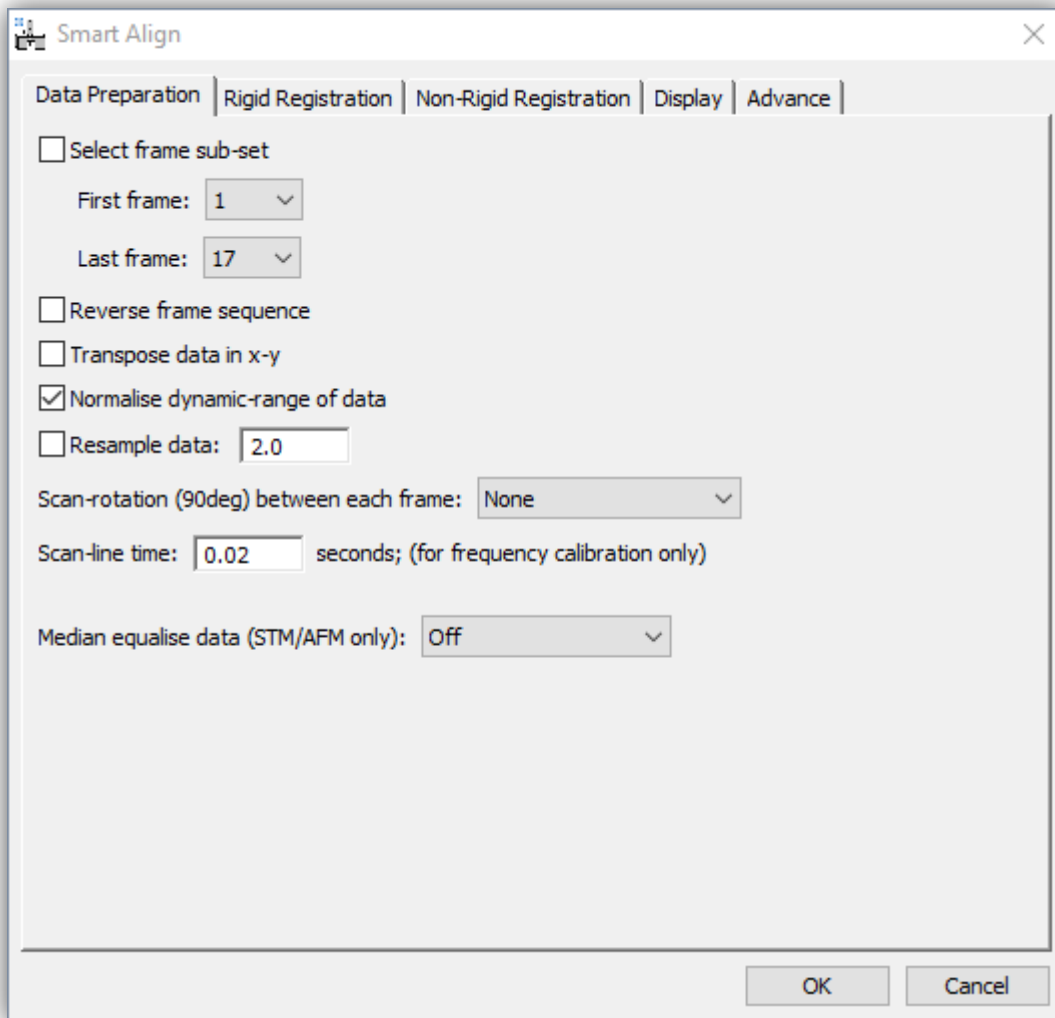 Smart Align
Data Preparation Rigid Registration Non-Rigid Registration Display Advance
Select frame sub-set
First frame: 1
Last frame: 17
Reverse frame sequence
Transpose data in x-y
Normalise dynamic-range of data
Resample data: 2.0
Scan-rotation (90deg) between each frame: None
Scan-line time: 0.02 seconds; (for frequency calibration only)
Median equalise data (STM/AFM only): Off
OK Cancel